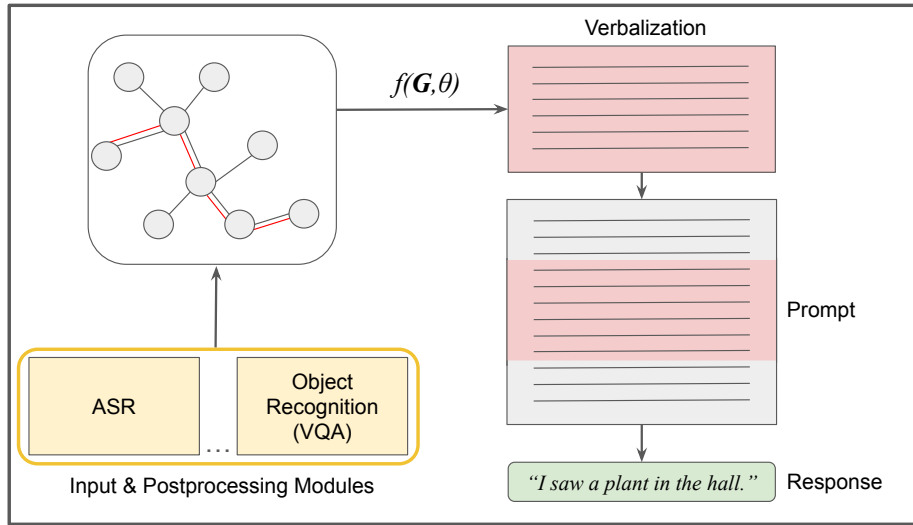 Verbalization
f(G,θ)
Prompt
ASR
...
Object
Recognition
(VQA)
Input & Postprocessing Modules
“I saw a plant in the hall.”
Response